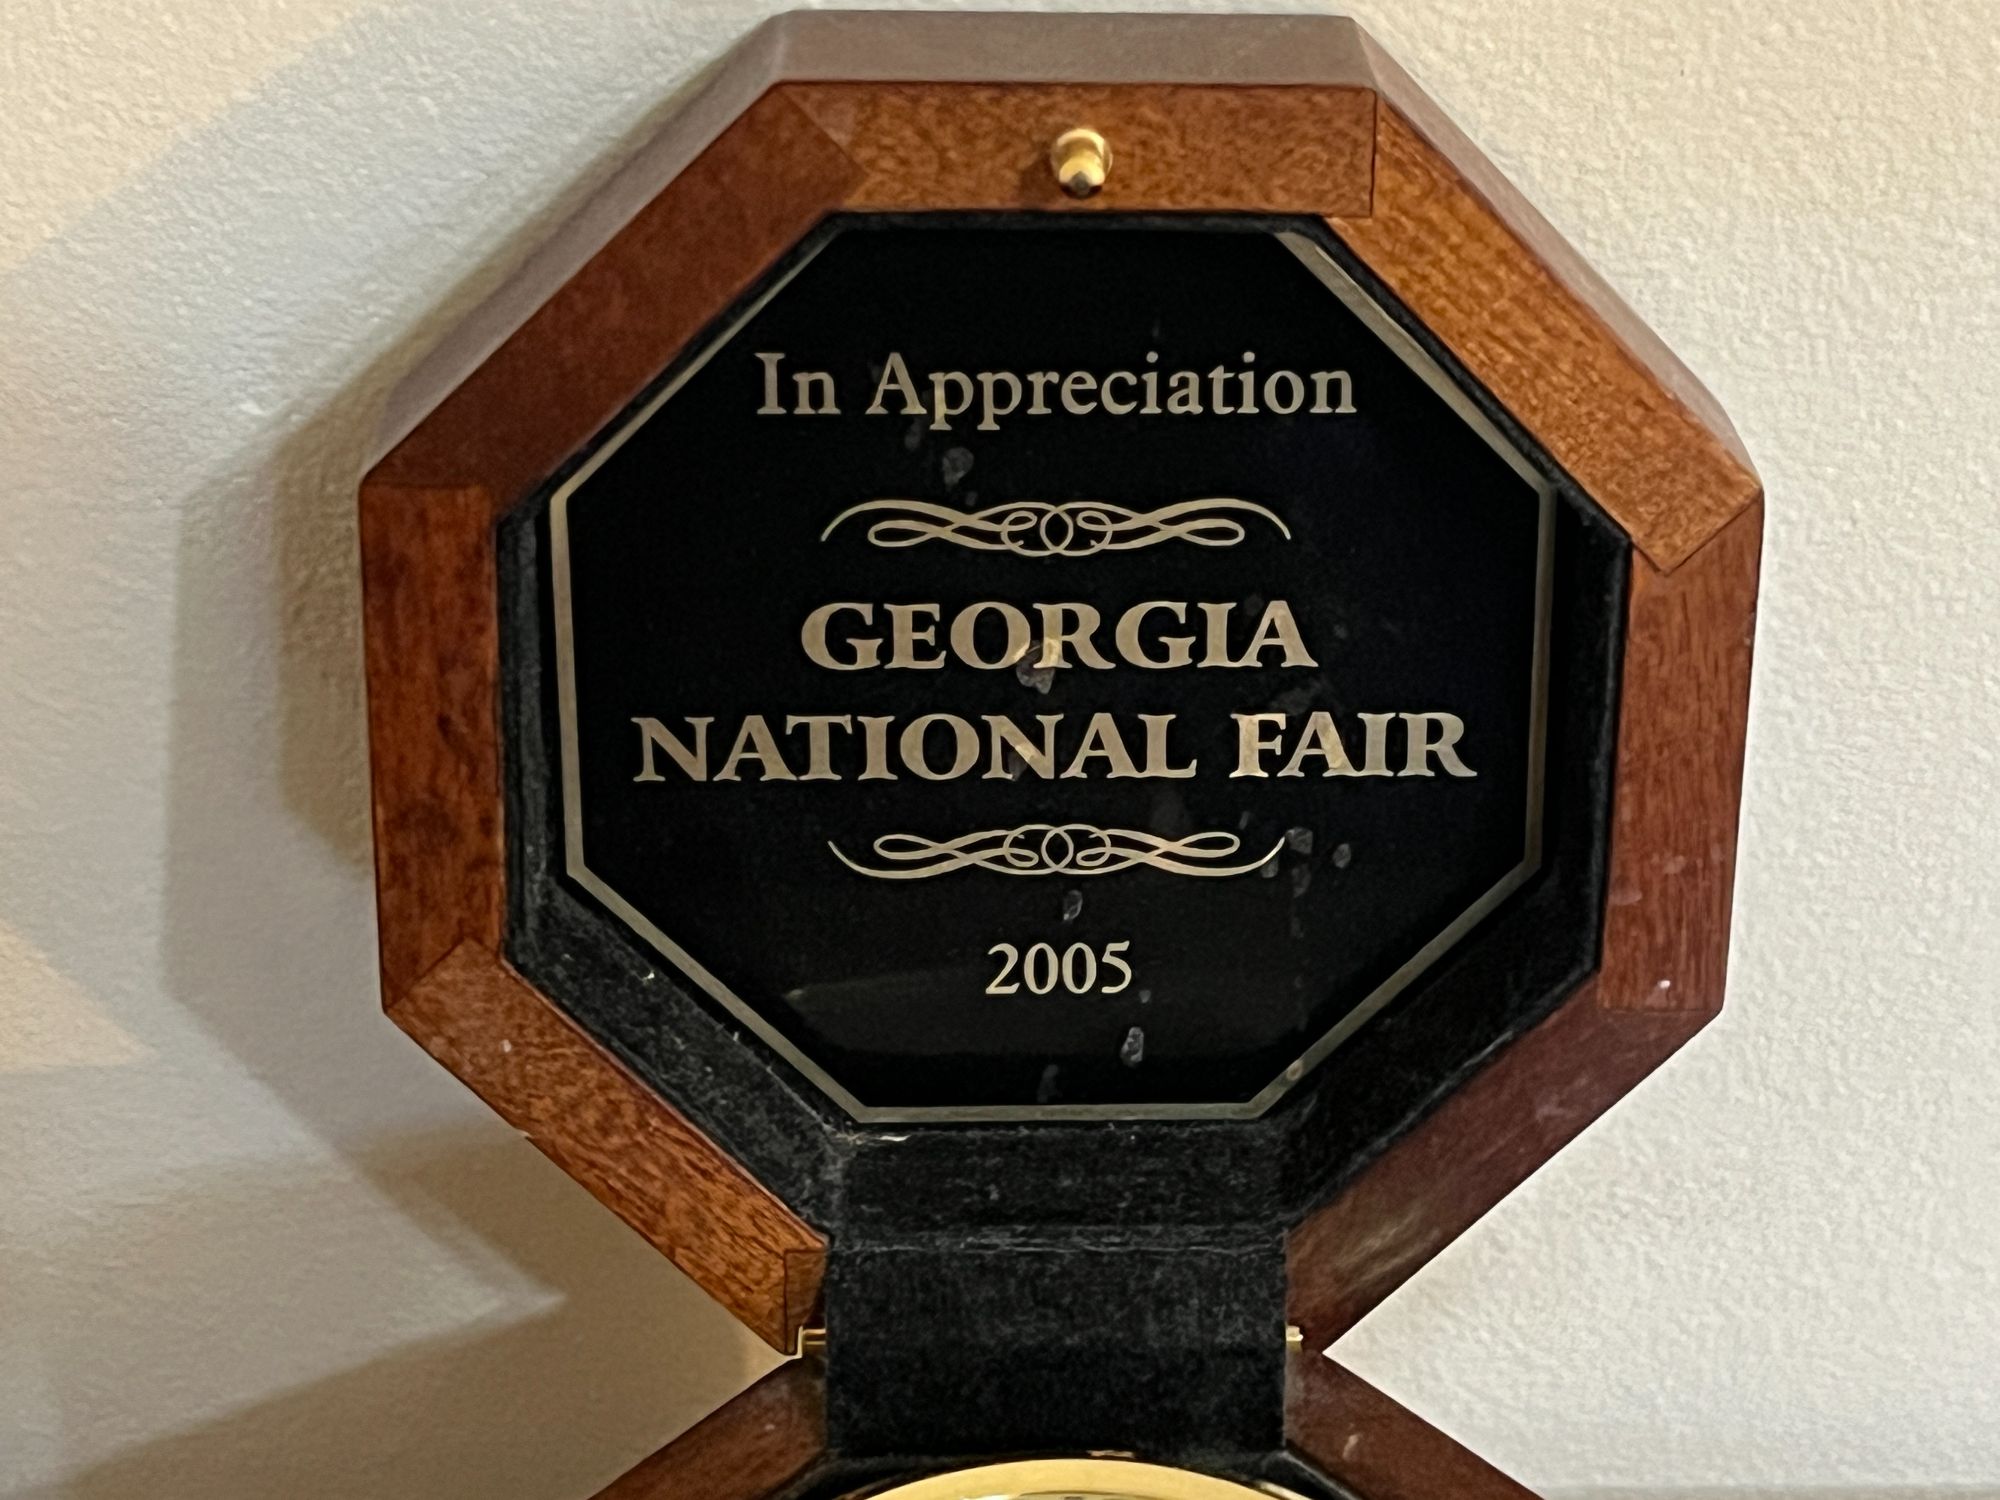 In Appreciation
GEORGIA
NATIONAL FAIR
2005